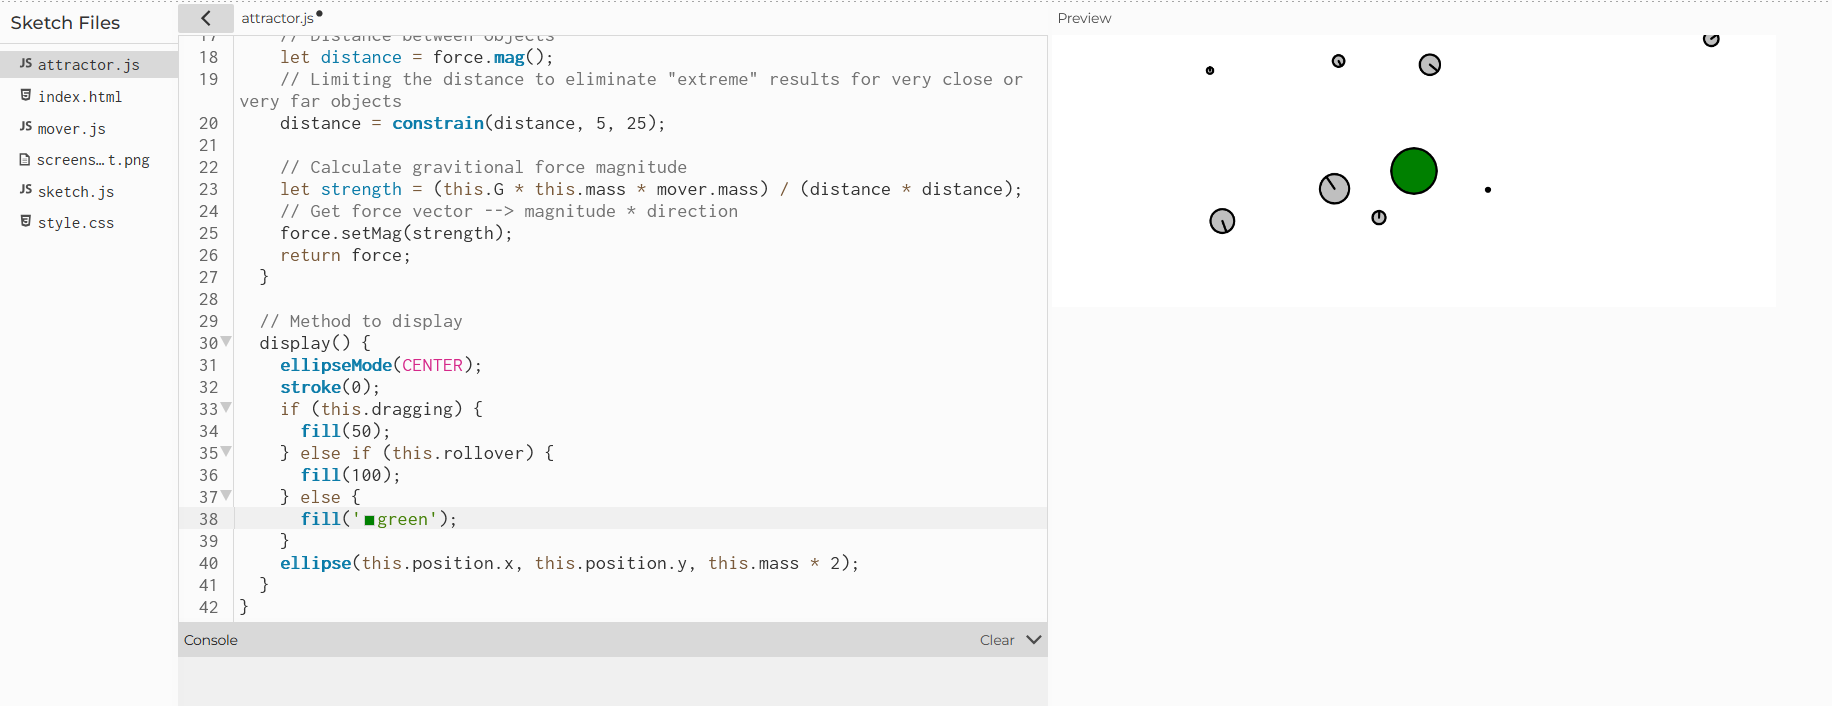 Sketch Files
attractor.js
index.html
mover.js
screens…t.png
sketch.js
style.css
attractor.js
17 // Distance between objects
18 let distance = force.mag();
19 // Limiting the distance to eliminate "extreme" results for very close or
very far objects
20 distance = constrain(distance, 5, 25);
21
22 // Calculate gravitional force magnitude
23 let strength = (this.G * this.mass * mover.mass) / (distance * distance);
24 // Get force vector --> magnitude * direction
25 force.setMag(strength);
26 return force;
27 }
28
29 // Method to display
30 display() {
31 ellipseMode(CENTER);
32 stroke(0);
33 if (this.dragging) {
34 fill(50);
35 } else if (this.rollover) {
36 fill(100);
37 } else {
38 fill('green');
39 }
40 ellipse(this.position.x, this.position.y, this.mass * 2);
41 }
42 }
Console
Clear
Preview